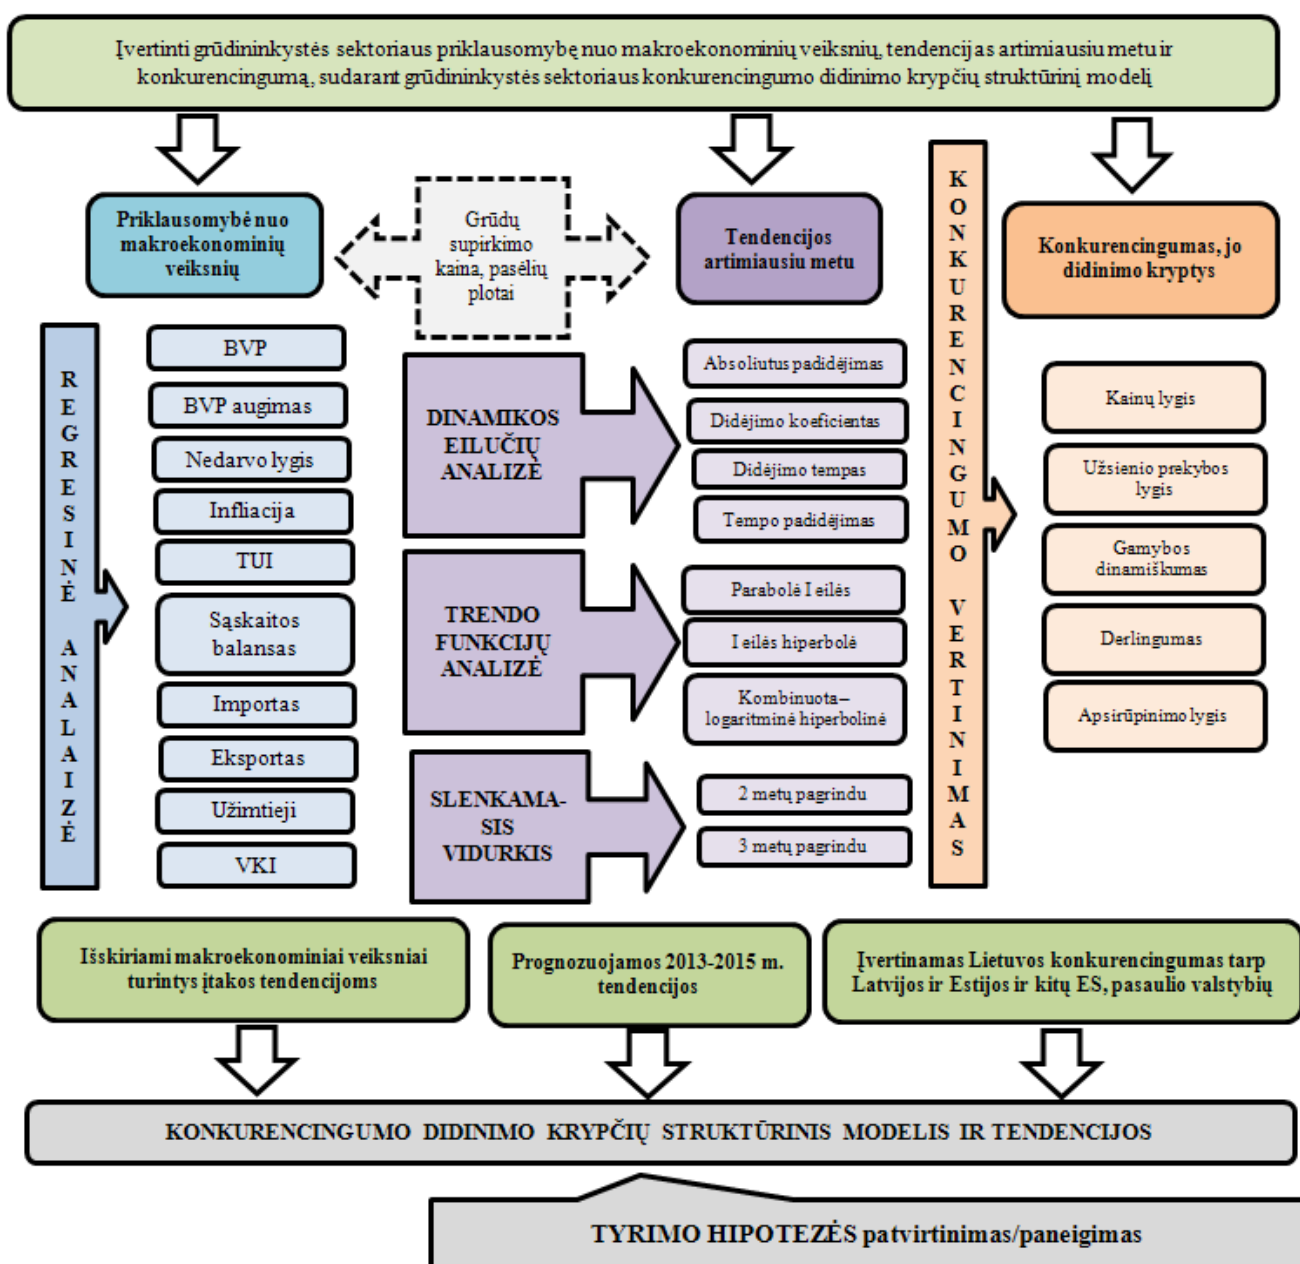 Įvertinti grūdininkystės sektoriaus priklausomybę nuo makroekonominių veiksnių, tendencijas artimiausiu metu ir
konkurencingumą, sudarant grūdininkystės sektoriaus konkurencingumo didinimo krypčių struktūrinį modelį
Priklausomybė nuo
makroekonominių
veiksnių
Grūdų
supirkimo
kaina, pasėlių
plotai
Tendencijos
artimiausiu metu
Konkurencingumas, jo
didinimo kryptys
REGRESINĖ ANALAIZĖ
BVP
BVP augimas
Nedarvo lygis
Infliacija
TUI
Sąskaitos
balansas
Importas
Eksportas
Užimtieji
VKI
DINAMIKOS
EILUČIŲ
ANALIZĖ
Absoliutus padidėjimas
Didėjimo koeficientas
Didėjimo tempas
Tempo padidėjimas
TRENDO
FUNKCIJŲ
ANALIZĖ
Parabolė I eilės
I eilės hiperbolė
Kombinuota–
logaritminė hiperbolinė
SLENKAMA-
SIS
VIDURKIS
2 metų pagrindu
3 metų pagrindu
KONKURENCINGUMO VERTINIMAS
Kainų lygis
Užsienio prekybos
lygis
Gamybos
dinamiškumas
Derlingumas
Apsirūpinimo lygis
Išskiriami makroekonominiai veiksniai
turintys įtakos tendencijoms
Prognozuojamos 2013-2015 m.
tendencijos
Įvertinamas Lietuvos konkurencingumas tarp
Latvijos ir Estijos ir kitų ES, pasaulio valstybių
KONKURENCINGUMO DIDINIMO KRYPČIŲ STRUKTŪRINIS MODELIS IR TENDENCIJOS
TYRIMO HIPOTEZĖS patvirtinimas/paneigimas